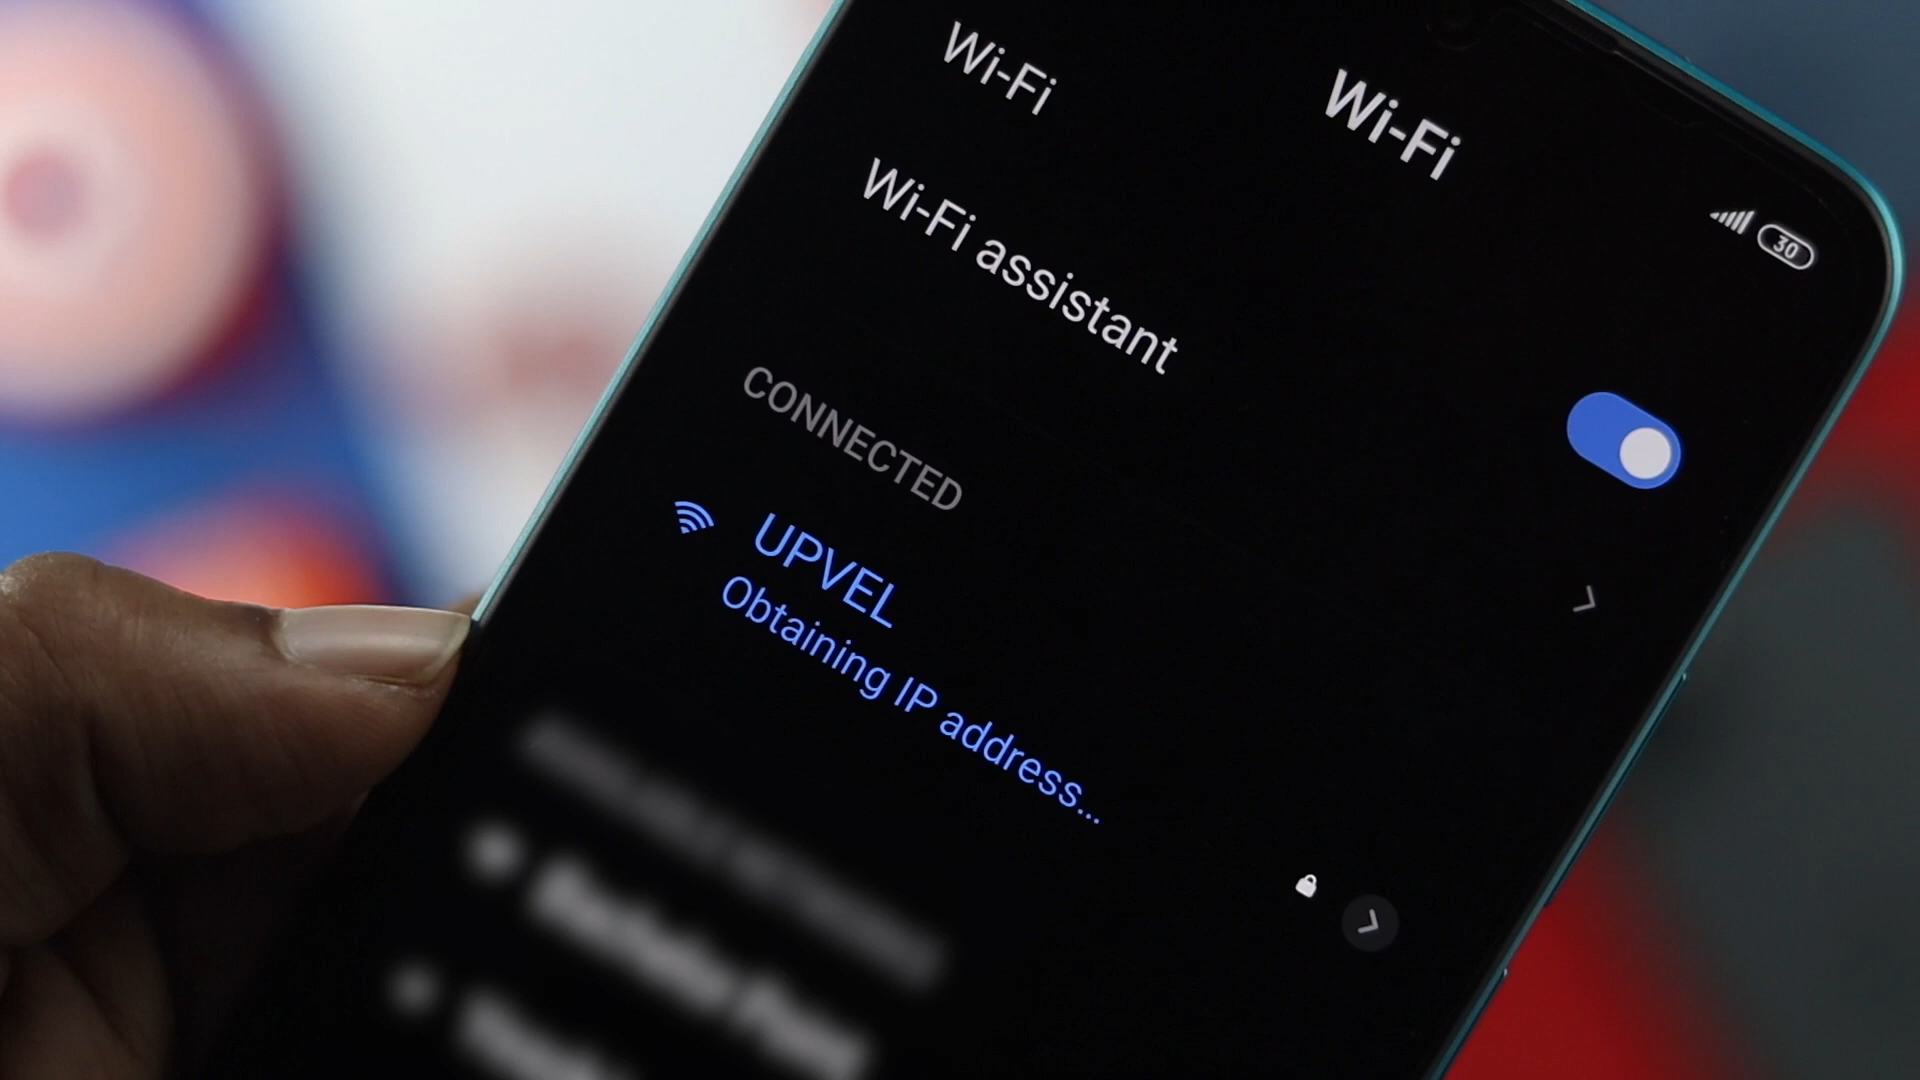 Wi-Fi
30
Wi-Fi
Wi-Fi assistant
CONNECTED
UPVEL
Obtaining IP address...